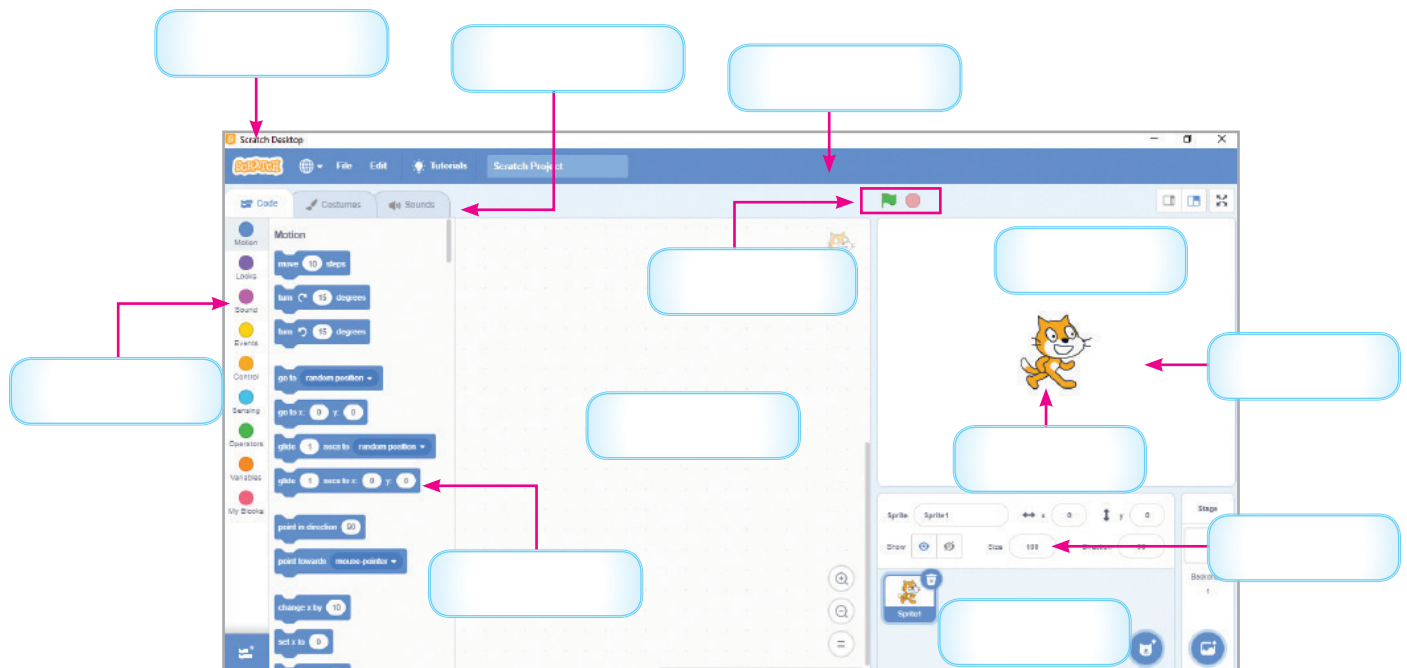 Scratch Desktop
SCRATCH File Edit Tutorials Scratch Project
Code Costumes Sounds
Motion
Looks
Sound
Events
Control
Sensing
Operators
Variables
My Blocks
Motion
move 10 steps
turn 15 degrees
turn 15 degrees
go to random position
go to x: 0 y: 0
glide 1 secs to random position
glide 1 secs to x: 0 y: 0
point in direction 90
point towards mouse-pointer
change x by 10
set x to 0
Sprite Sprite1 x 0 y 0
Show Size 100 Direction
Sprite1
Stage
1